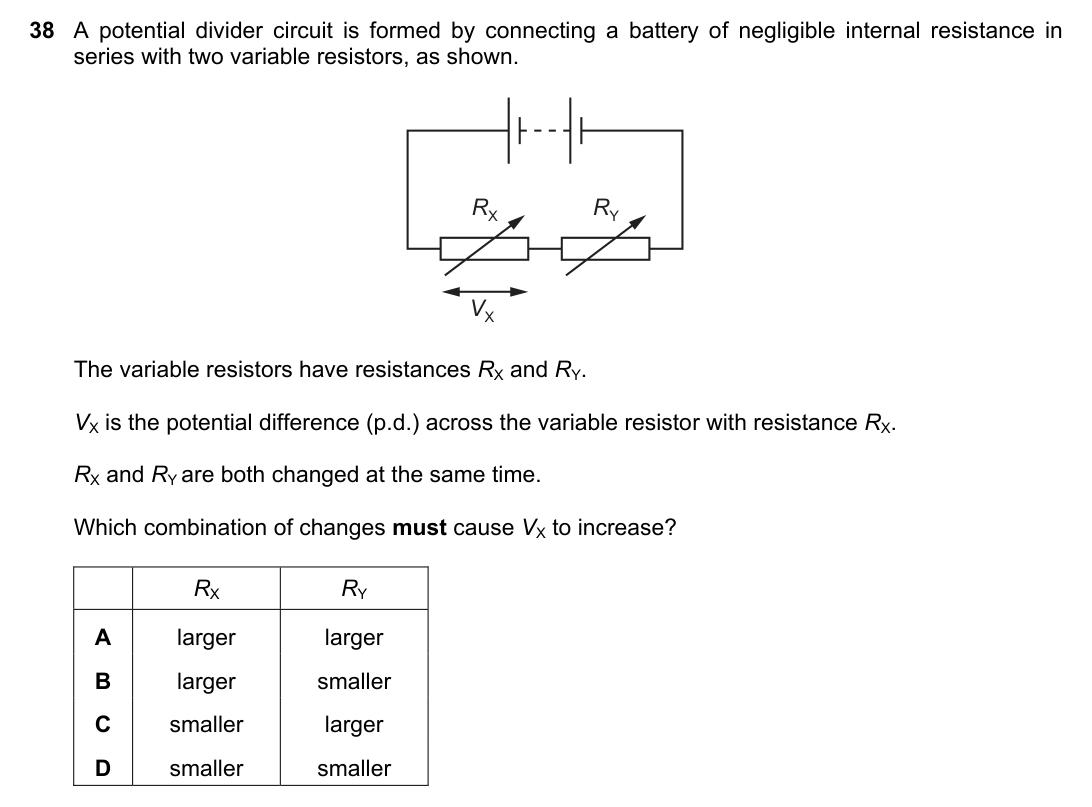 38 A potential divider circuit is formed by connecting a battery of negligible internal resistance in
series with two variable resistors, as shown.
RX RY
VX
The variable resistors have resistances RX and RY.
VX is the potential difference (p.d.) across the variable resistor with resistance RX.
RX and RY are both changed at the same time.
Which combination of changes must cause VX to increase?
RX RY
A larger larger
B larger smaller
C smaller larger
D smaller smaller